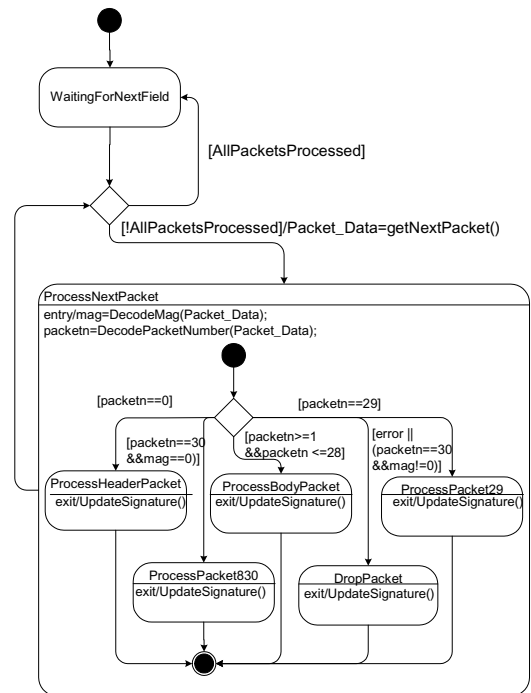 WaitingForNextField
[AllPacketsProcessed]
[!AllPacketsProcessed]/Packet_Data=getNextPacket()
ProcessNextPacket
entry/mag=DecodeMag(Packet_Data);
packetn=DecodePacketNumber(Packet_Data);
[packetn==0]
[packetn==29]
[packetn==30
&&mag==0)]
[packetn>=1
&&packetn <=28]
[error ||
(packetn==30
&&mag!=0)]
ProcessHeaderPacket
exit/UpdateSignature()
ProcessBodyPacket
exit/UpdateSignature()
ProcessPacket29
exit/UpdateSignature()
ProcessPacket830
exit/UpdateSignature()
DropPacket
exit/UpdateSignature()